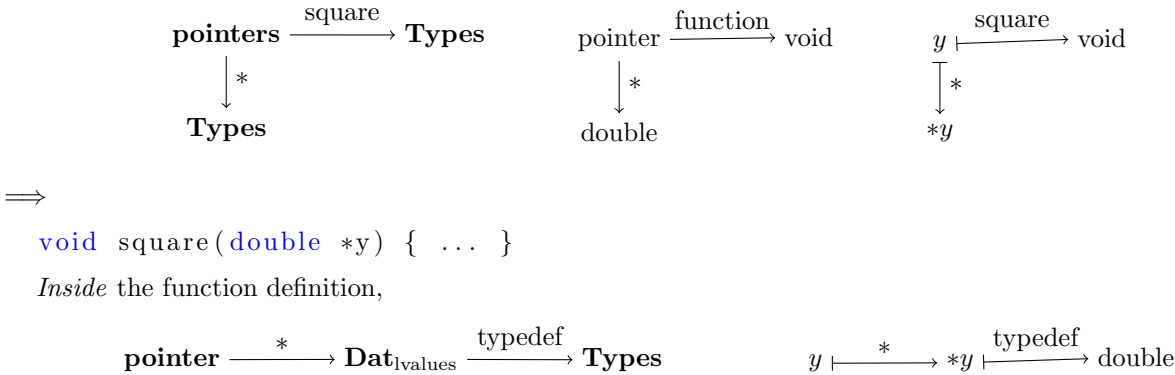 square
pointers Types
*
Types
function
pointer void
*
double
square
y void
*
*y
⟹
void square(double *y) { ... }
Inside the function definition,
* typedef
pointer Dat_lvalues Types
* typedef
y *y double